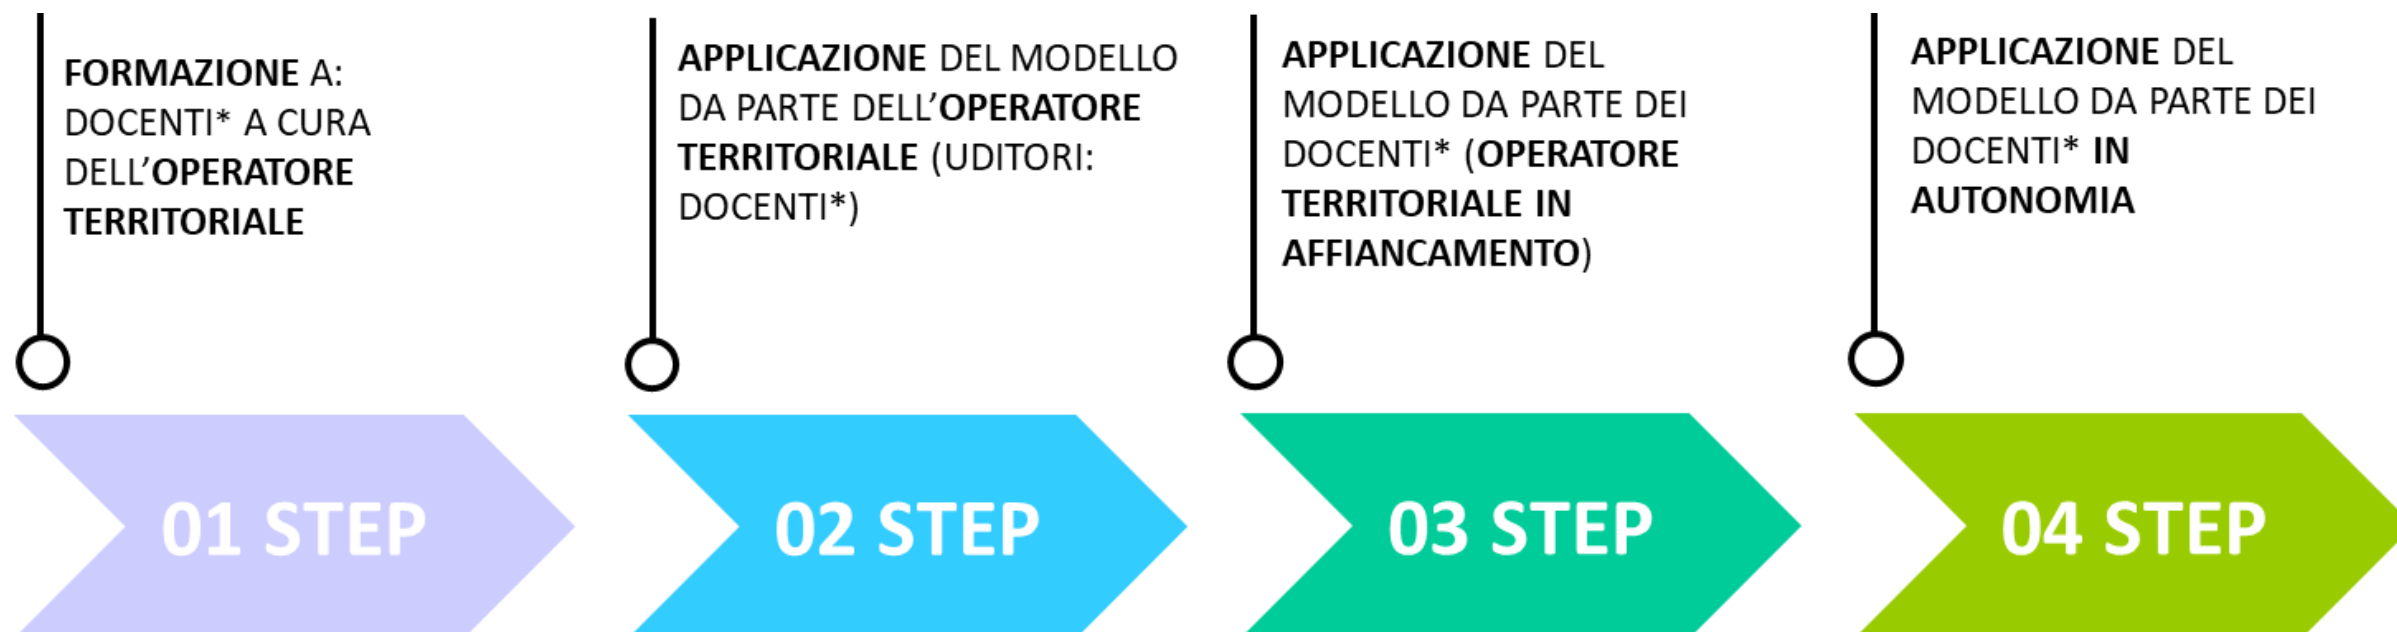 FORMAZIONE A:
DOCENTI* A CURA
DELL'OPERATORE
TERRITORIALE
APPLICAZIONE DEL MODELLO
DA PARTE DELL'OPERATORE
TERRITORIALE (UDITORI:
DOCENTI*)
APPLICAZIONE DEL
MODELLO DA PARTE DEI
DOCENTI* (OPERATORE
TERRITORIALE IN
AFFIANCAMENTO)
APPLICAZIONE DEL
MODELLO DA PARTE DEI
DOCENTI* IN
AUTONOMIA
01 STEP
02 STEP
03 STEP
04 STEP